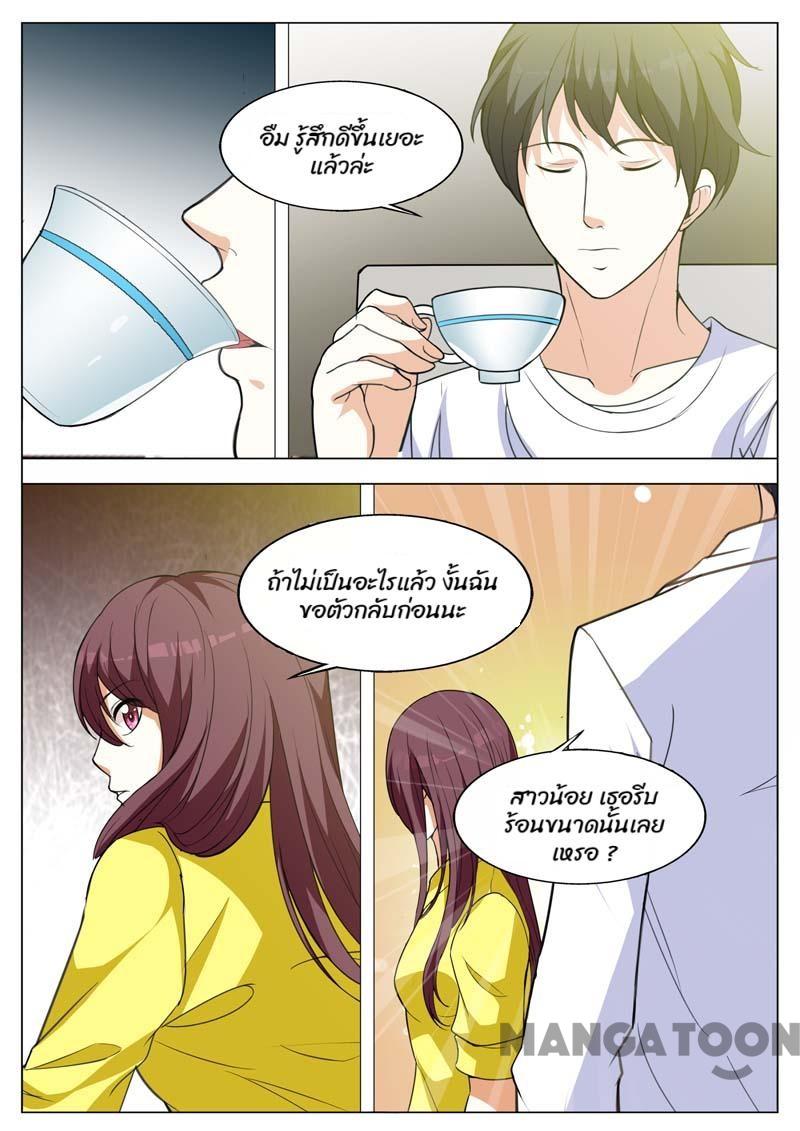 อืม รู้สึกดีขึ้นเยอะ
แล้วล่ะ
ถ้าไม่เป็นอะไรแล้ว งั้นฉัน
ขอตัวกลับก่อนนะ
สาวน้อย เธอรีบ
ร้อนขนาดนั้นเลย
เหรอ ?
MANGATOON